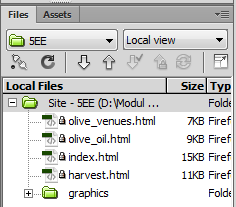 Files Assets
5EE Local view
Local Files Size Typ
Site - 5EE (D:\Modul ... Folde
olive_venues.html 7KB Firef
olive_oil.html 9KB Firef
index.html 15KB Firef
harvest.html 11KB Firef
graphics Folde